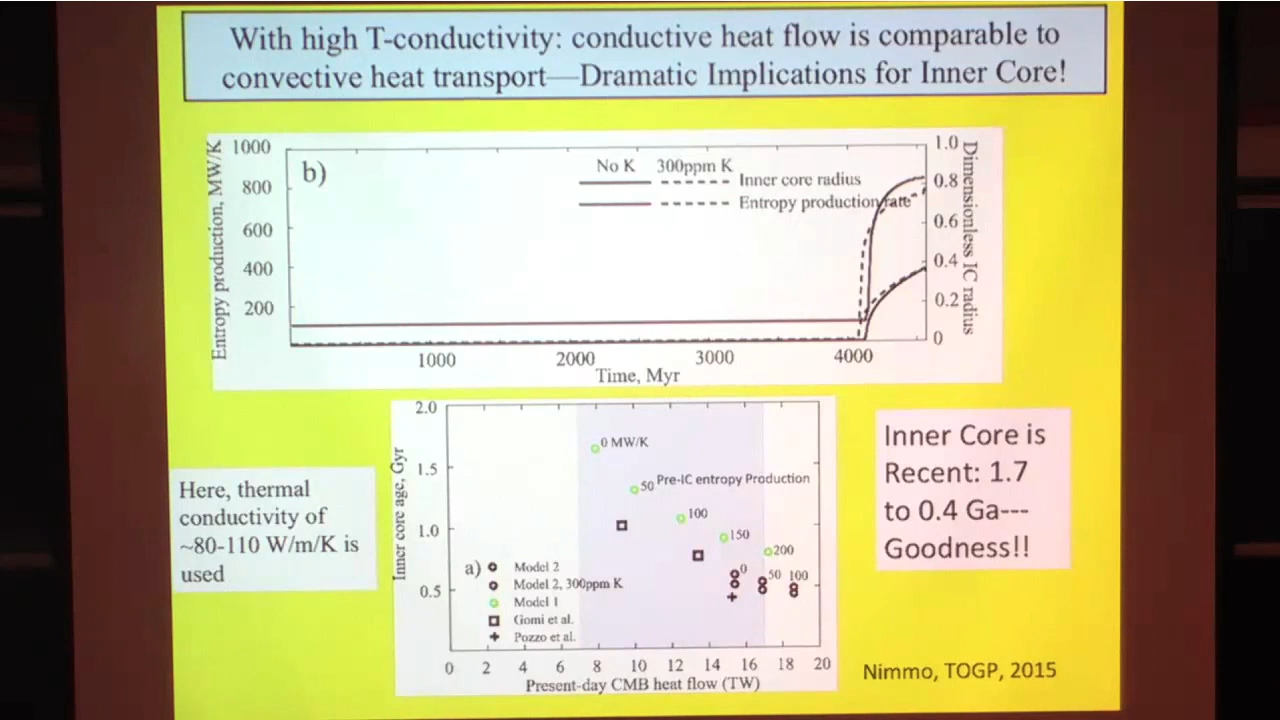 With high T-conductivity: conductive heat flow is comparable to
convective heat transport—Dramatic Implications for Inner Core!
Entropy production, MW/K
1000
800
600
400
200
b)
No K 300ppm K
Inner core radius
Entropy production rate
1.0
0.8
0.6
0.4
0.2
0
Dimensionless IC radius
1000 2000 3000 4000
Time, Myr
Here, thermal
conductivity of
~80-110 W/m/K is
used
Inner core age, Gyr
2.0
1.5
1.0
0.5
0 MW/K
50 Pre-IC entropy Production
100
150
200
0
50 100
a)
Model 2
Model 2, 300ppm K
Model 1
Gomi et al.
Pozzo et al.
0 2 4 6 8 10 12 14 16 18 20
Present-day CMB heat flow (TW)
Inner Core is
Recent: 1.7
to 0.4 Ga---
Goodness!!
Nimmo, TOGP, 2015